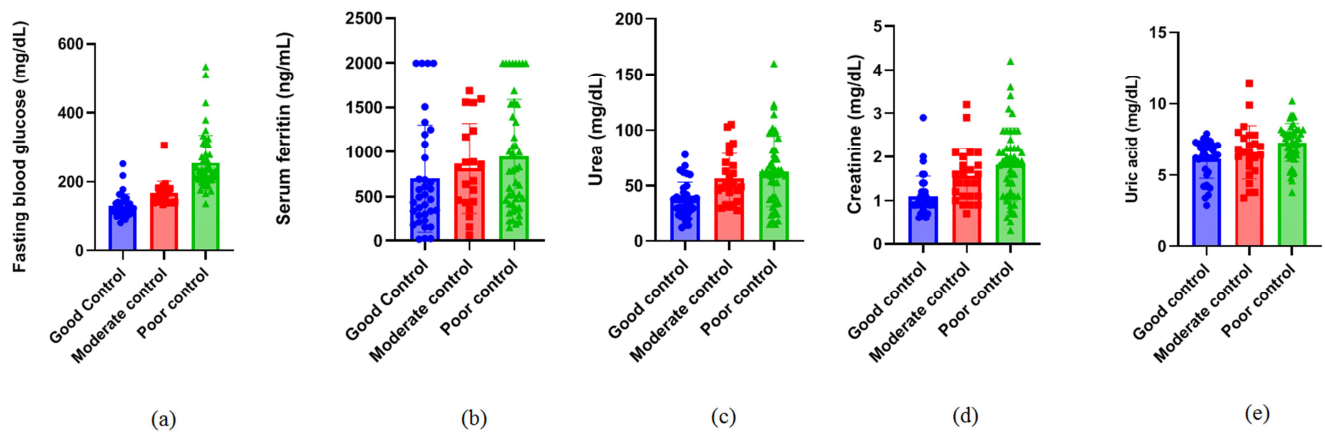 Fasting blood glucose (mg/dL)
600
400
200
0
Good Control
Moderate control
Poor control
(a)
Serum ferritin (ng/mL)
2500
2000
1500
1000
500
0
Good Control
Moderate control
Poor control
(b)
Urea (mg/dL)
200
150
100
50
0
Good control
Moderate control
Poor control
(c)
Creatinine (mg/dL)
5
4
3
2
1
0
Good control
Moderate control
Poor control
(d)
Uric acid (mg/dL)
15
10
5
0
Good control
Moderate control
Poor control
(e)